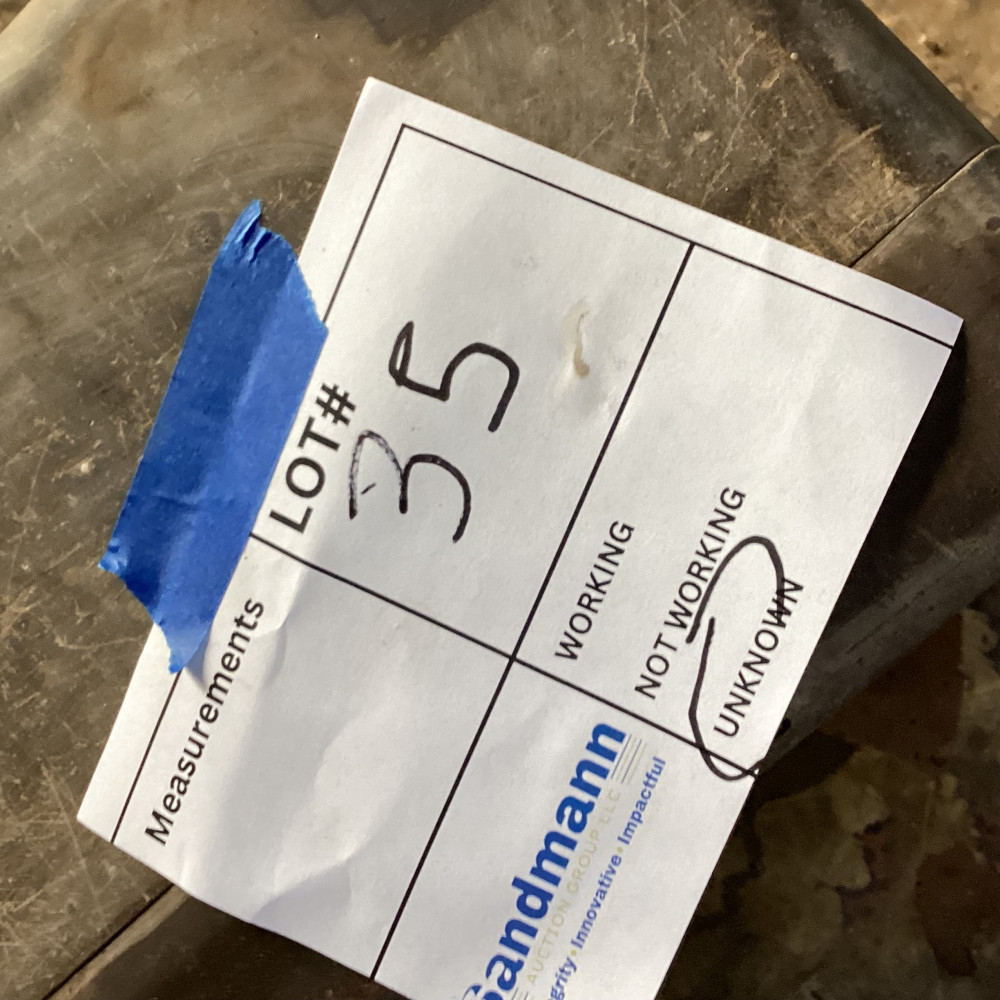 Measurements
LOT#
35
WORKING
NOT WORKING
UNKNOWN
Sandmann
AUCTION GROUP LLC
Innovative • Impactful